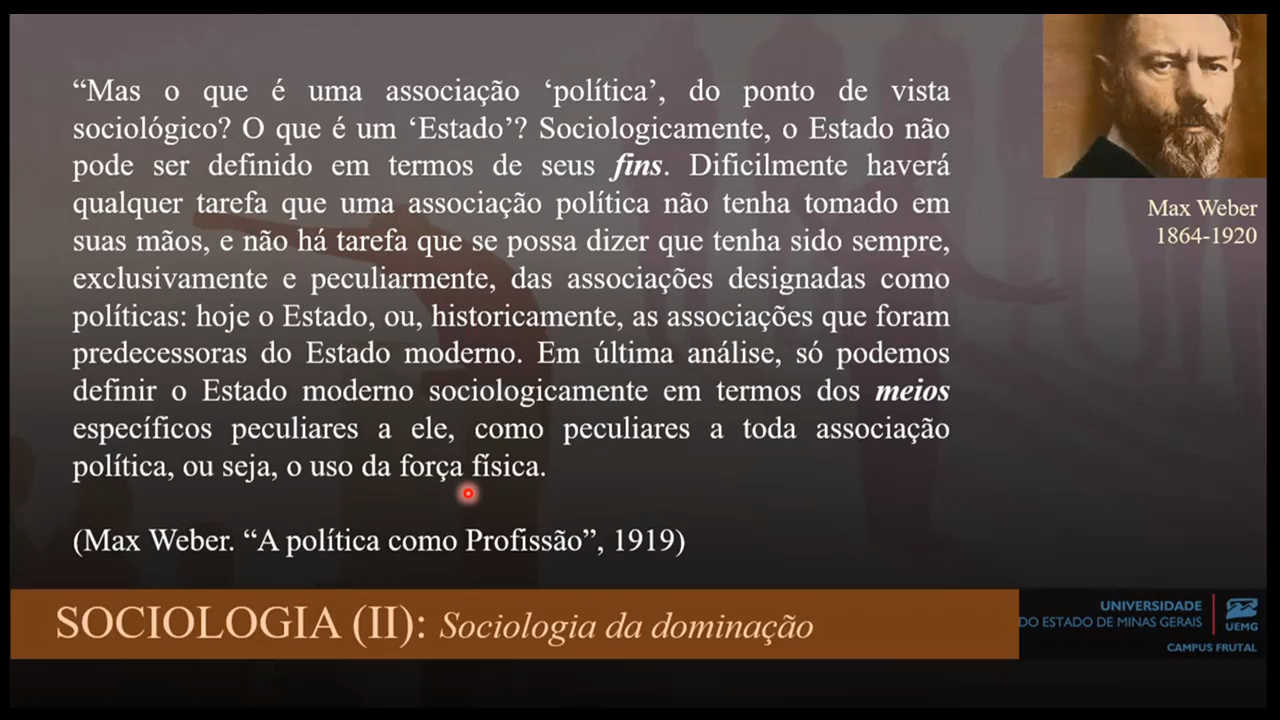 “Mas o que é uma associação ‘política’, do ponto de vista
sociológico? O que é um ‘Estado’? Sociologicamente, o Estado não
pode ser definido em termos de seus fins. Dificilmente haverá
qualquer tarefa que uma associação política não tenha tomado em
suas mãos, e não há tarefa que se possa dizer que tenha sido sempre,
exclusivamente e peculiarmente, das associações designadas como
políticas: hoje o Estado, ou, historicamente, as associações que foram
predecessoras do Estado moderno. Em última análise, só podemos
definir o Estado moderno sociologicamente em termos dos meios
específicos peculiares a ele, como peculiares a toda associação
política, ou seja, o uso da força física.
(Max Weber. “A política como Profissão”, 1919)
Max Weber
1864-1920
SOCIOLOGIA (II): Sociologia da dominação
UNIVERSIDADE
DO ESTADO DE MINAS GERAIS
UEMG
CAMPUS FRUTAL